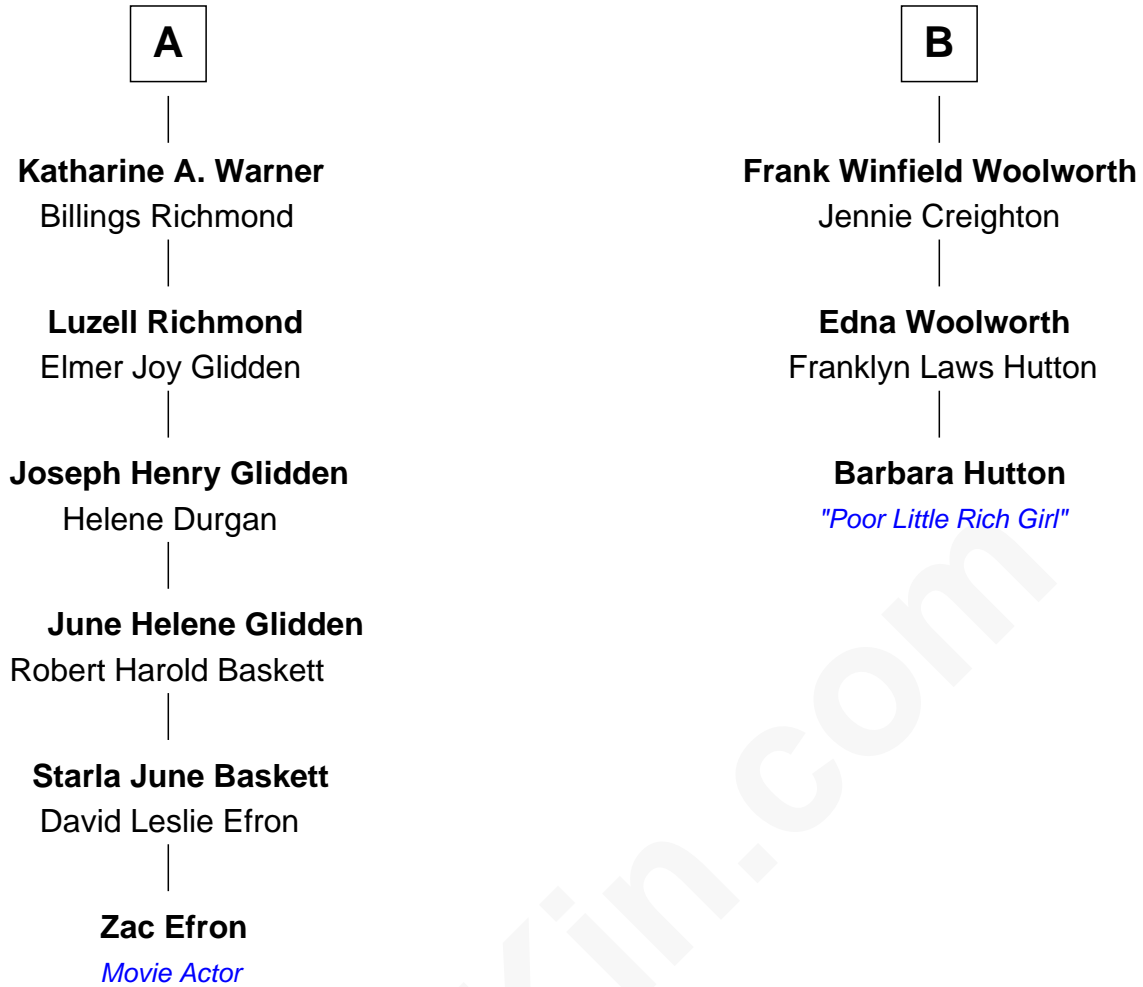 A
Katharine A. Warner
Billings Richmond
Luzell Richmond
Elmer Joy Glidden
Joseph Henry Glidden
Helene Durgan
June Helene Glidden
Robert Harold Baskett
Starla June Baskett
David Leslie Efron
Zac Efron
Movie Actor
B
Frank Winfield Woolworth
Jennie Creighton
Edna Woolworth
Franklyn Laws Hutton
Barbara Hutton
"Poor Little Rich Girl"
Kin.com